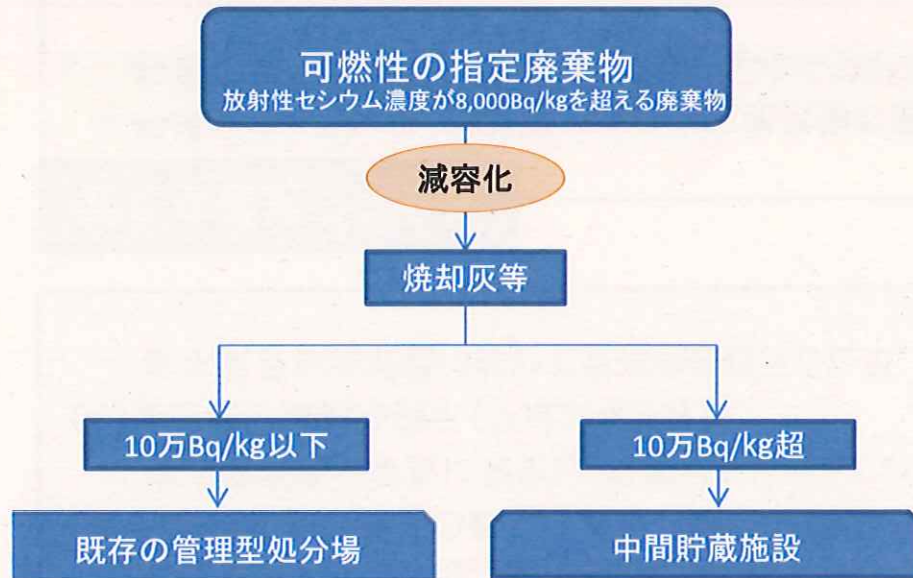 可燃性の指定廃棄物
放射性セシウム濃度が8,000Bq/kgを超える廃棄物
減容化
焼却灰等
10万Bq/kg以下
10万Bq/kg超
既存の管理型処分場
中間貯蔵施設